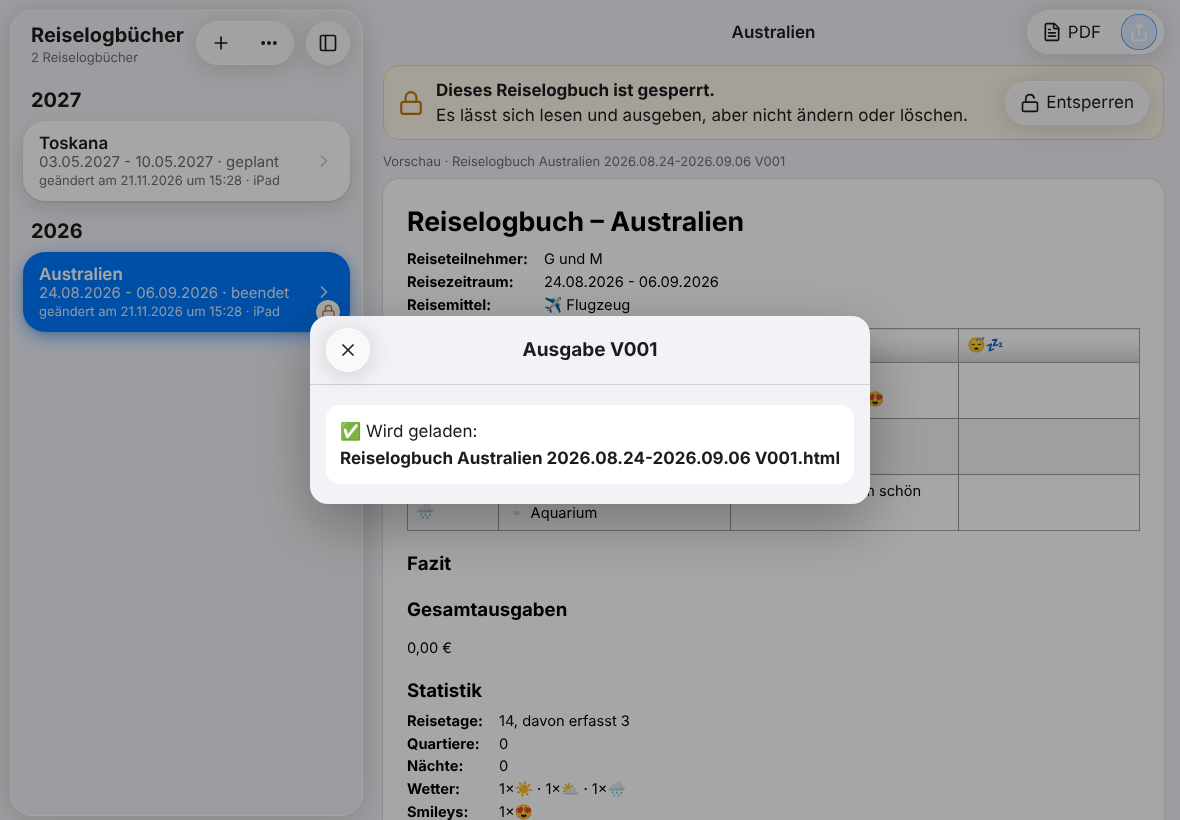 Reiselogbücher
2 Reiselogbücher
2027
Toskana
03.05.2027 - 10.05.2027 · geplant
geändert am 21.11.2026 um 15:28 · iPad
2026
Australien
24.08.2026 - 06.09.2026 · beendet
geändert am 21.11.2026 um 15:28 · iPad
Australien
PDF
Dieses Reiselogbuch ist gesperrt.
Es lässt sich lesen und ausgeben, aber nicht ändern oder löschen.
Entsperren
Vorschau · Reiselogbuch Australien 2026.08.24-2026.09.06 V001
Reiselogbuch – Australien
Reiseteilnehmer: G und M
Reisezeitraum: 24.08.2026 - 06.09.2026
Reisemittel: ✈️ Flugzeug
😴💤
Ausgabe V001
✅ Wird geladen:
Reiselogbuch Australien 2026.08.24-2026.09.06 V001.html
schön
Aquarium
Fazit
Gesamtausgaben
0,00 €
Statistik
Reisetage: 14, davon erfasst 3
Quartiere: 0
Nächte: 0
Wetter: 1×☀️ · 1×⛅ · 1×🌧️
Smileys: 1×😍